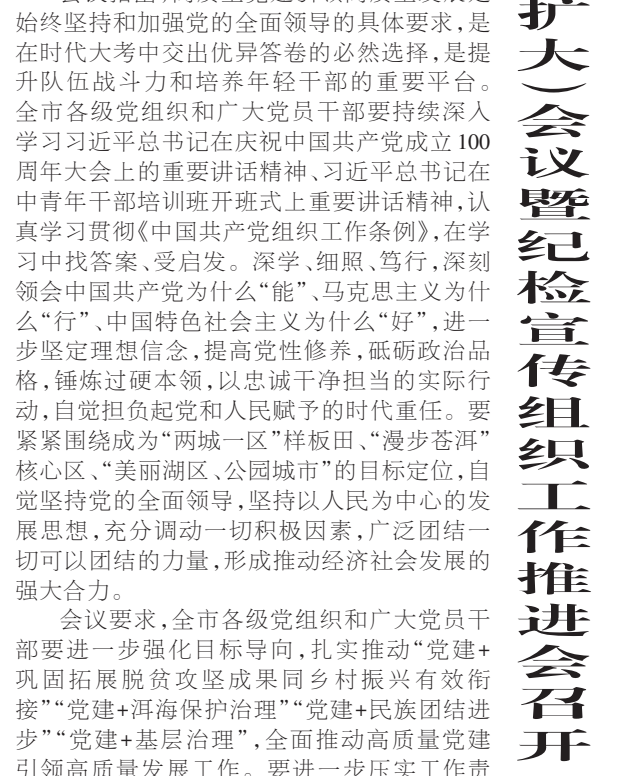 始终坚持和加强党的全面领导的具体要求,是
在时代大考中交出优异答卷的必然选择,是提
升队伍战斗力和培养年轻干部的重要平台。
全市各级党组织和广大党员干部要持续深入
学习习近平总书记在庆祝中国共产党成立100
周年大会上的重要讲话精神、习近平总书记在
中青年干部培训班开班式上重要讲话精神,认
真学习贯彻《中国共产党组织工作条例》,在学
习中找答案、受启发。深学、细照、笃行,深刻
领会中国共产党为什么“能”、马克思主义为什
么“行”、中国特色社会主义为什么“好”,进一
步坚定理想信念,提高党性修养,砥砺政治品
格,锤炼过硬本领,以忠诚干净担当的实际行
动,自觉担负起党和人民赋予的时代重任。要
紧紧围绕成为“两城一区”样板田、“漫步苍洱”
核心区、“美丽湖区、公园城市”的目标定位,自
觉坚持党的全面领导,坚持以人民为中心的发
展思想,充分调动一切积极因素,广泛团结一
切可以团结的力量,形成推动经济社会发展的
强大合力。
会议要求,全市各级党组织和广大党员干
部要进一步强化目标导向,扎实推动“党建+
巩固拓展脱贫攻坚成果同乡村振兴有效衔
接”“党建+洱海保护治理”“党建+民族团结进
步”“党建+基层治理”,全面推动高质量党建
引领高质量发展工作。要进一步压实工作责
扩大)会议暨纪检宣传组织工作推进会召开